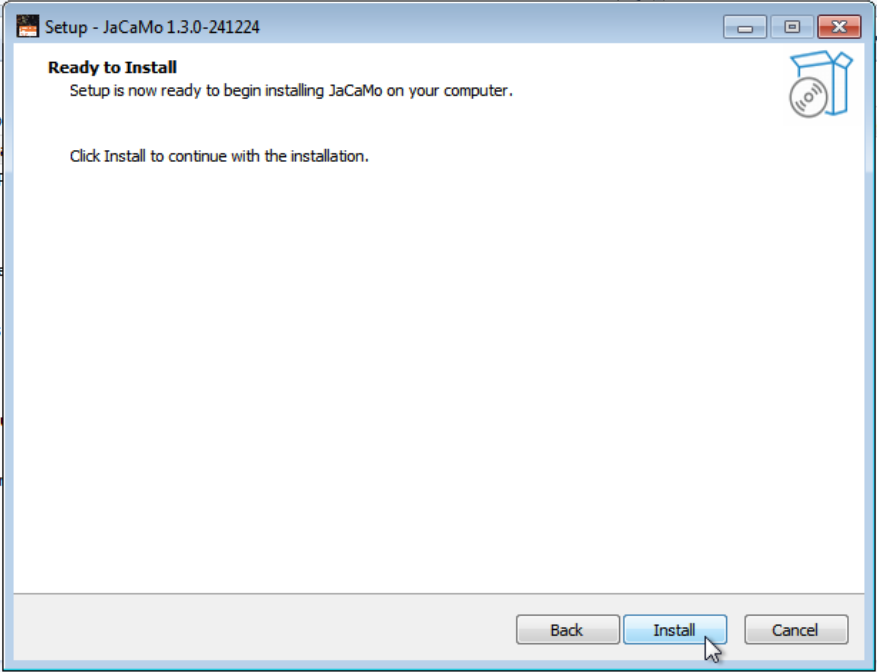 Setup - JaCaMo 1.3.0-241224
Ready to Install
Setup is now ready to begin installing JaCaMo on your computer.
Click Install to continue with the installation.
Back
Install
Cancel